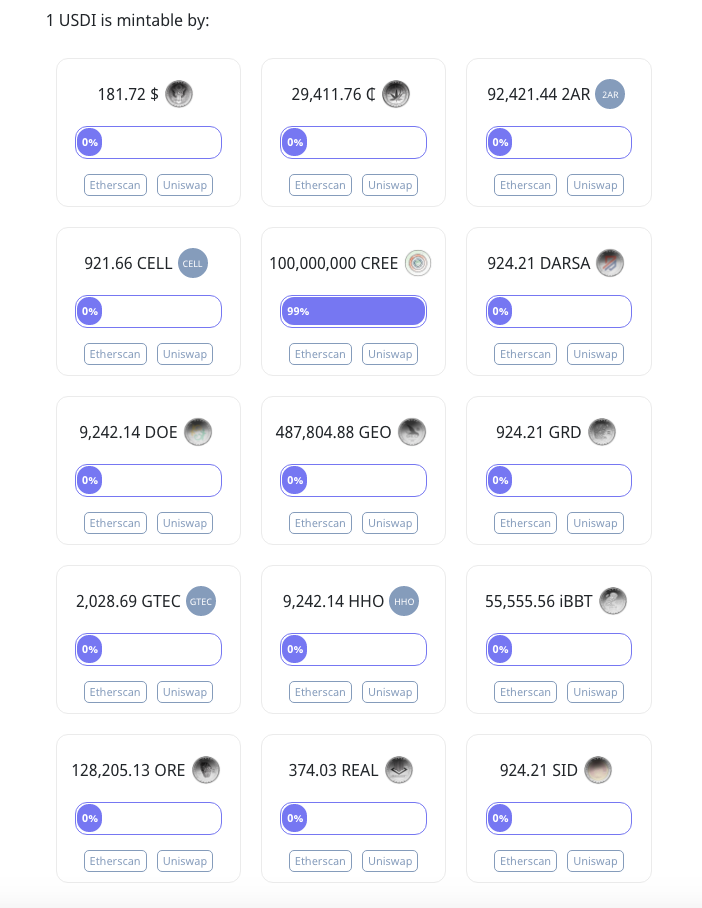 1 USDI is mintable by:
181.72 $
29,411.76 ₵
92,421.44 2AR 2AR
0%
0%
0%
Etherscan Uniswap
Etherscan Uniswap
Etherscan Uniswap
921.66 CELL CELL
100,000,000 CREE
924.21 DARSA
0%
99%
0%
Etherscan Uniswap
Etherscan Uniswap
Etherscan Uniswap
9,242.14 DOE
487,804.88 GEO
924.21 GRD
0%
0%
0%
Etherscan Uniswap
Etherscan Uniswap
Etherscan Uniswap
2,028.69 GTEC GTEC
9,242.14 HHO HHO
55,555.56 iBBT
0%
0%
0%
Etherscan Uniswap
Etherscan Uniswap
Etherscan Uniswap
128,205.13 ORE
374.03 REAL
924.21 SID
0%
0%
0%
Etherscan Uniswap
Etherscan Uniswap
Etherscan Uniswap